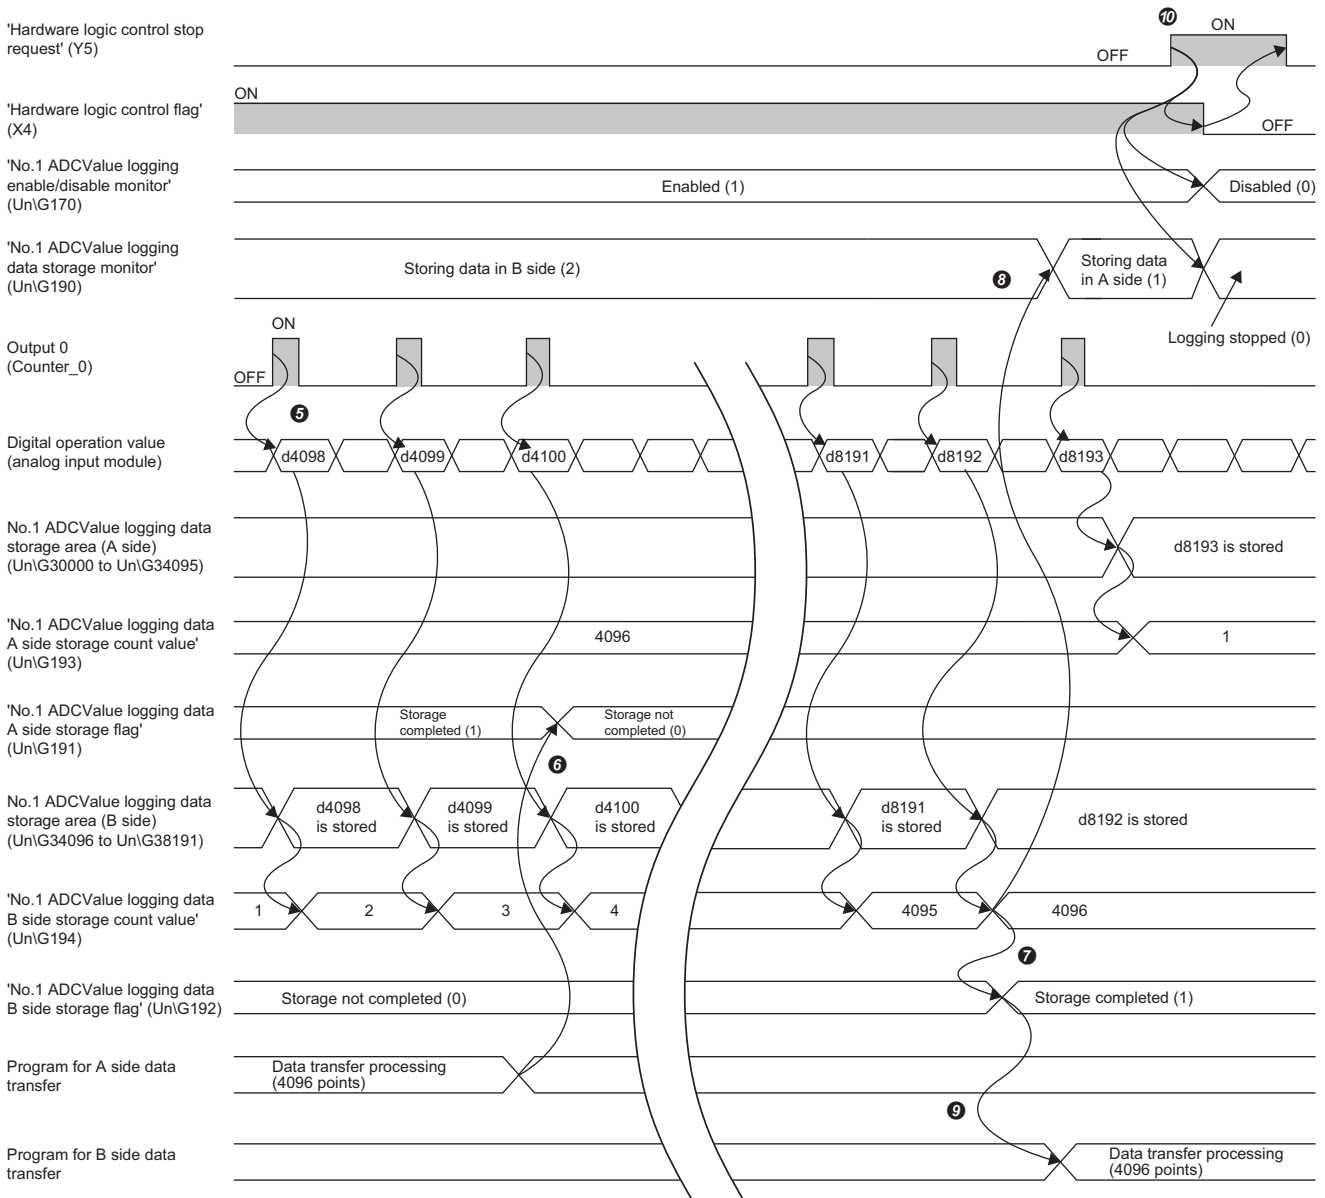 'Hardware logic control stop
request' (Y5)
❿
ON
OFF
'Hardware logic control flag'
(X4)
ON
OFF
'No.1 ADCValue logging
enable/disable monitor'
(Un\G170)
Enabled (1)
Disabled (0)
'No.1 ADCValue logging
data storage monitor'
(Un\G190)
Storing data in B side (2)
❽
Storing data
in A side (1)
Logging stopped (0)
Output 0
(Counter_0)
ON
OFF
❺
Digital operation value
(analog input module)
d4098
d4099
d4100
d8191
d8192
d8193
No.1 ADCValue logging data
storage area (A side)
(Un\G30000 to Un\G34095)
d8193 is stored
'No.1 ADCValue logging data
A side storage count value'
(Un\G193)
4096
1
'No.1 ADCValue logging data
A side storage flag'
(Un\G191)
Storage
completed (1)
Storage not
completed (0)
❻
No.1 ADCValue logging data
storage area (B side)
(Un\G34096 to Un\G38191)
d4098
is stored
d4099
is stored
d4100
is stored
d8191
is stored
d8192 is stored
'No.1 ADCValue logging data
B side storage count value'
(Un\G194)
1
2
3
4
4095
4096
❼
'No.1 ADCValue logging data
B side storage flag' (Un\G192)
Storage not completed (0)
Storage completed (1)
Program for A side data
transfer
Data transfer processing
(4096 points)
❾
Program for B side data
transfer
Data transfer processing
(4096 points)